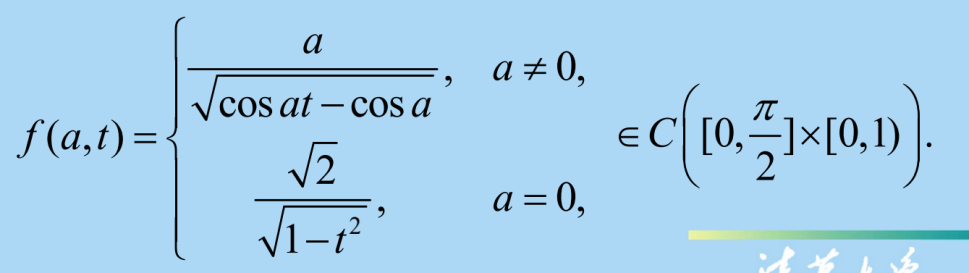 f(a,t) = { a / √(cos at − cos a), a ≠ 0,
√2 / √(1−t²), a = 0, ∈ C([0, π/2]×[0,1)).